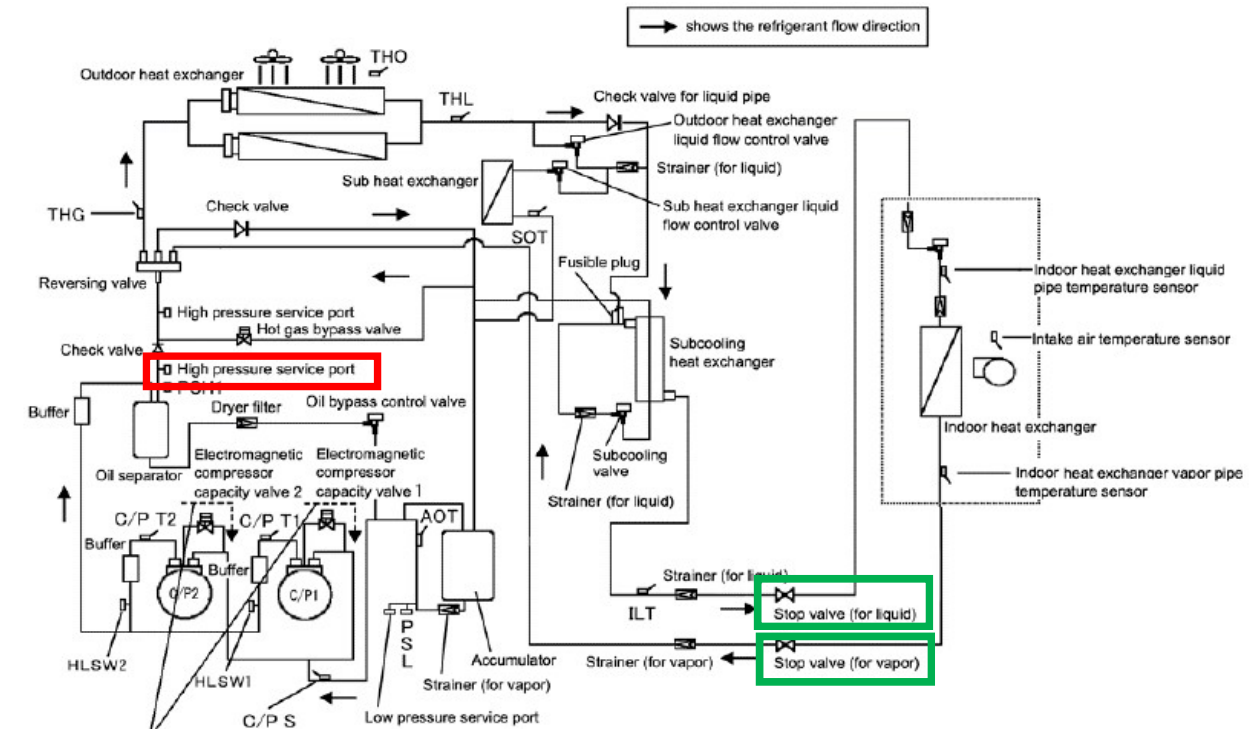 shows the refrigerant flow direction
THO
Outdoor heat exchanger
THL
Check valve for liquid pipe
Outdoor heat exchanger
liquid flow control valve
Strainer (for liquid)
Sub heat exchanger
Sub heat exchanger liquid
flow control valve
Check valve
THG
SOT
Fusible plug
Reversing valve
Indoor heat exchanger liquid
pipe temperature sensor
High pressure service port
Hot gas bypass valve
Intake air temperature sensor
Check valve
Subcooling
heat exchanger
High pressure service port
PSH1
Buffer
Dryer filter
Oil bypass control valve
Indoor heat exchanger
Oil separator
Electromagnetic
compressor
capacity valve 2
Electromagnetic
compressor
capacity valve 1
Subcooling
valve
Indoor heat exchanger vapor pipe
temperature sensor
Strainer (for liquid)
C/P T2
C/P T1
AOT
Buffer
Buffer
C/P2
C/P1
Strainer (for liquid)
ILT
Stop valve (for liquid)
PSL
HLSW2
HLSW1
Accumulator
Strainer (for vapor)
Stop valve (for vapor)
Strainer (for vapor)
C/P S
Low pressure service port